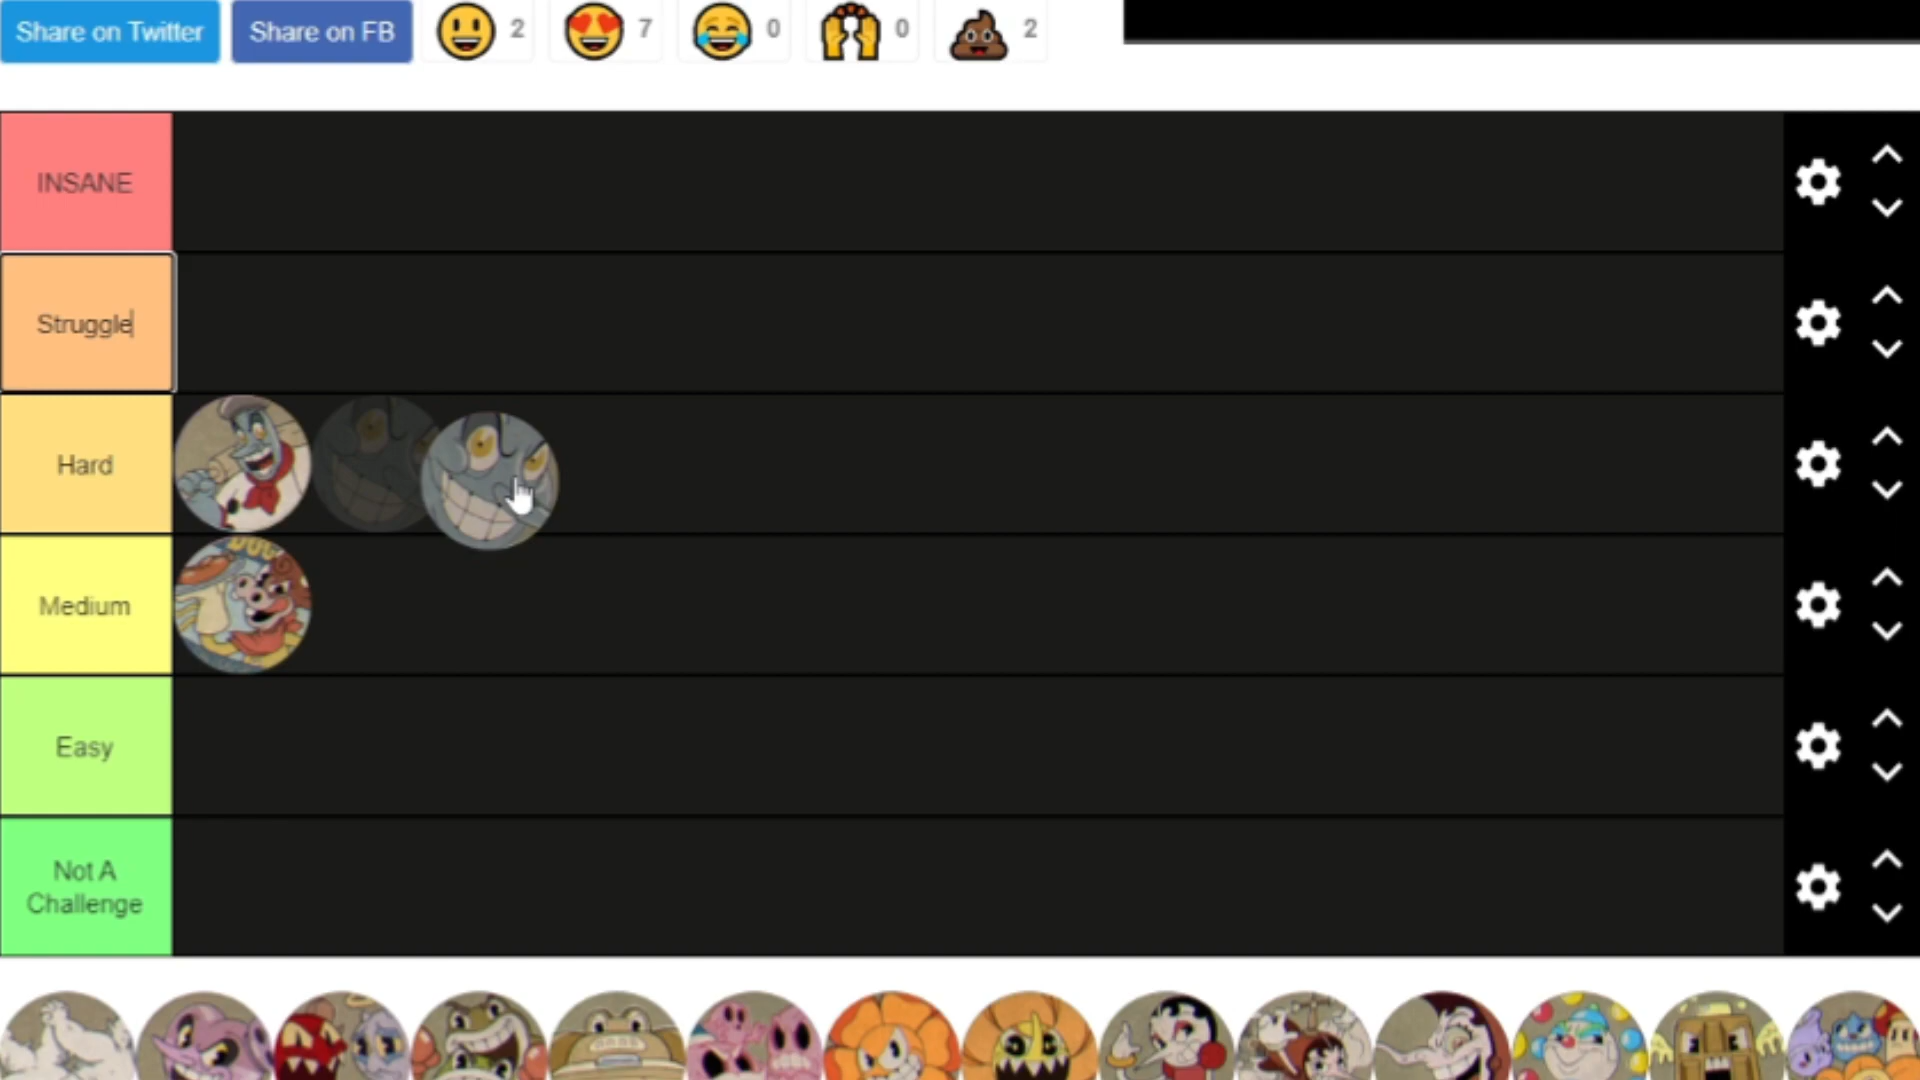 Share on Twitter
Share on FB
2
7
0
0
2
INSANE
Struggle
Hard
Medium
Easy
Not A
Challenge